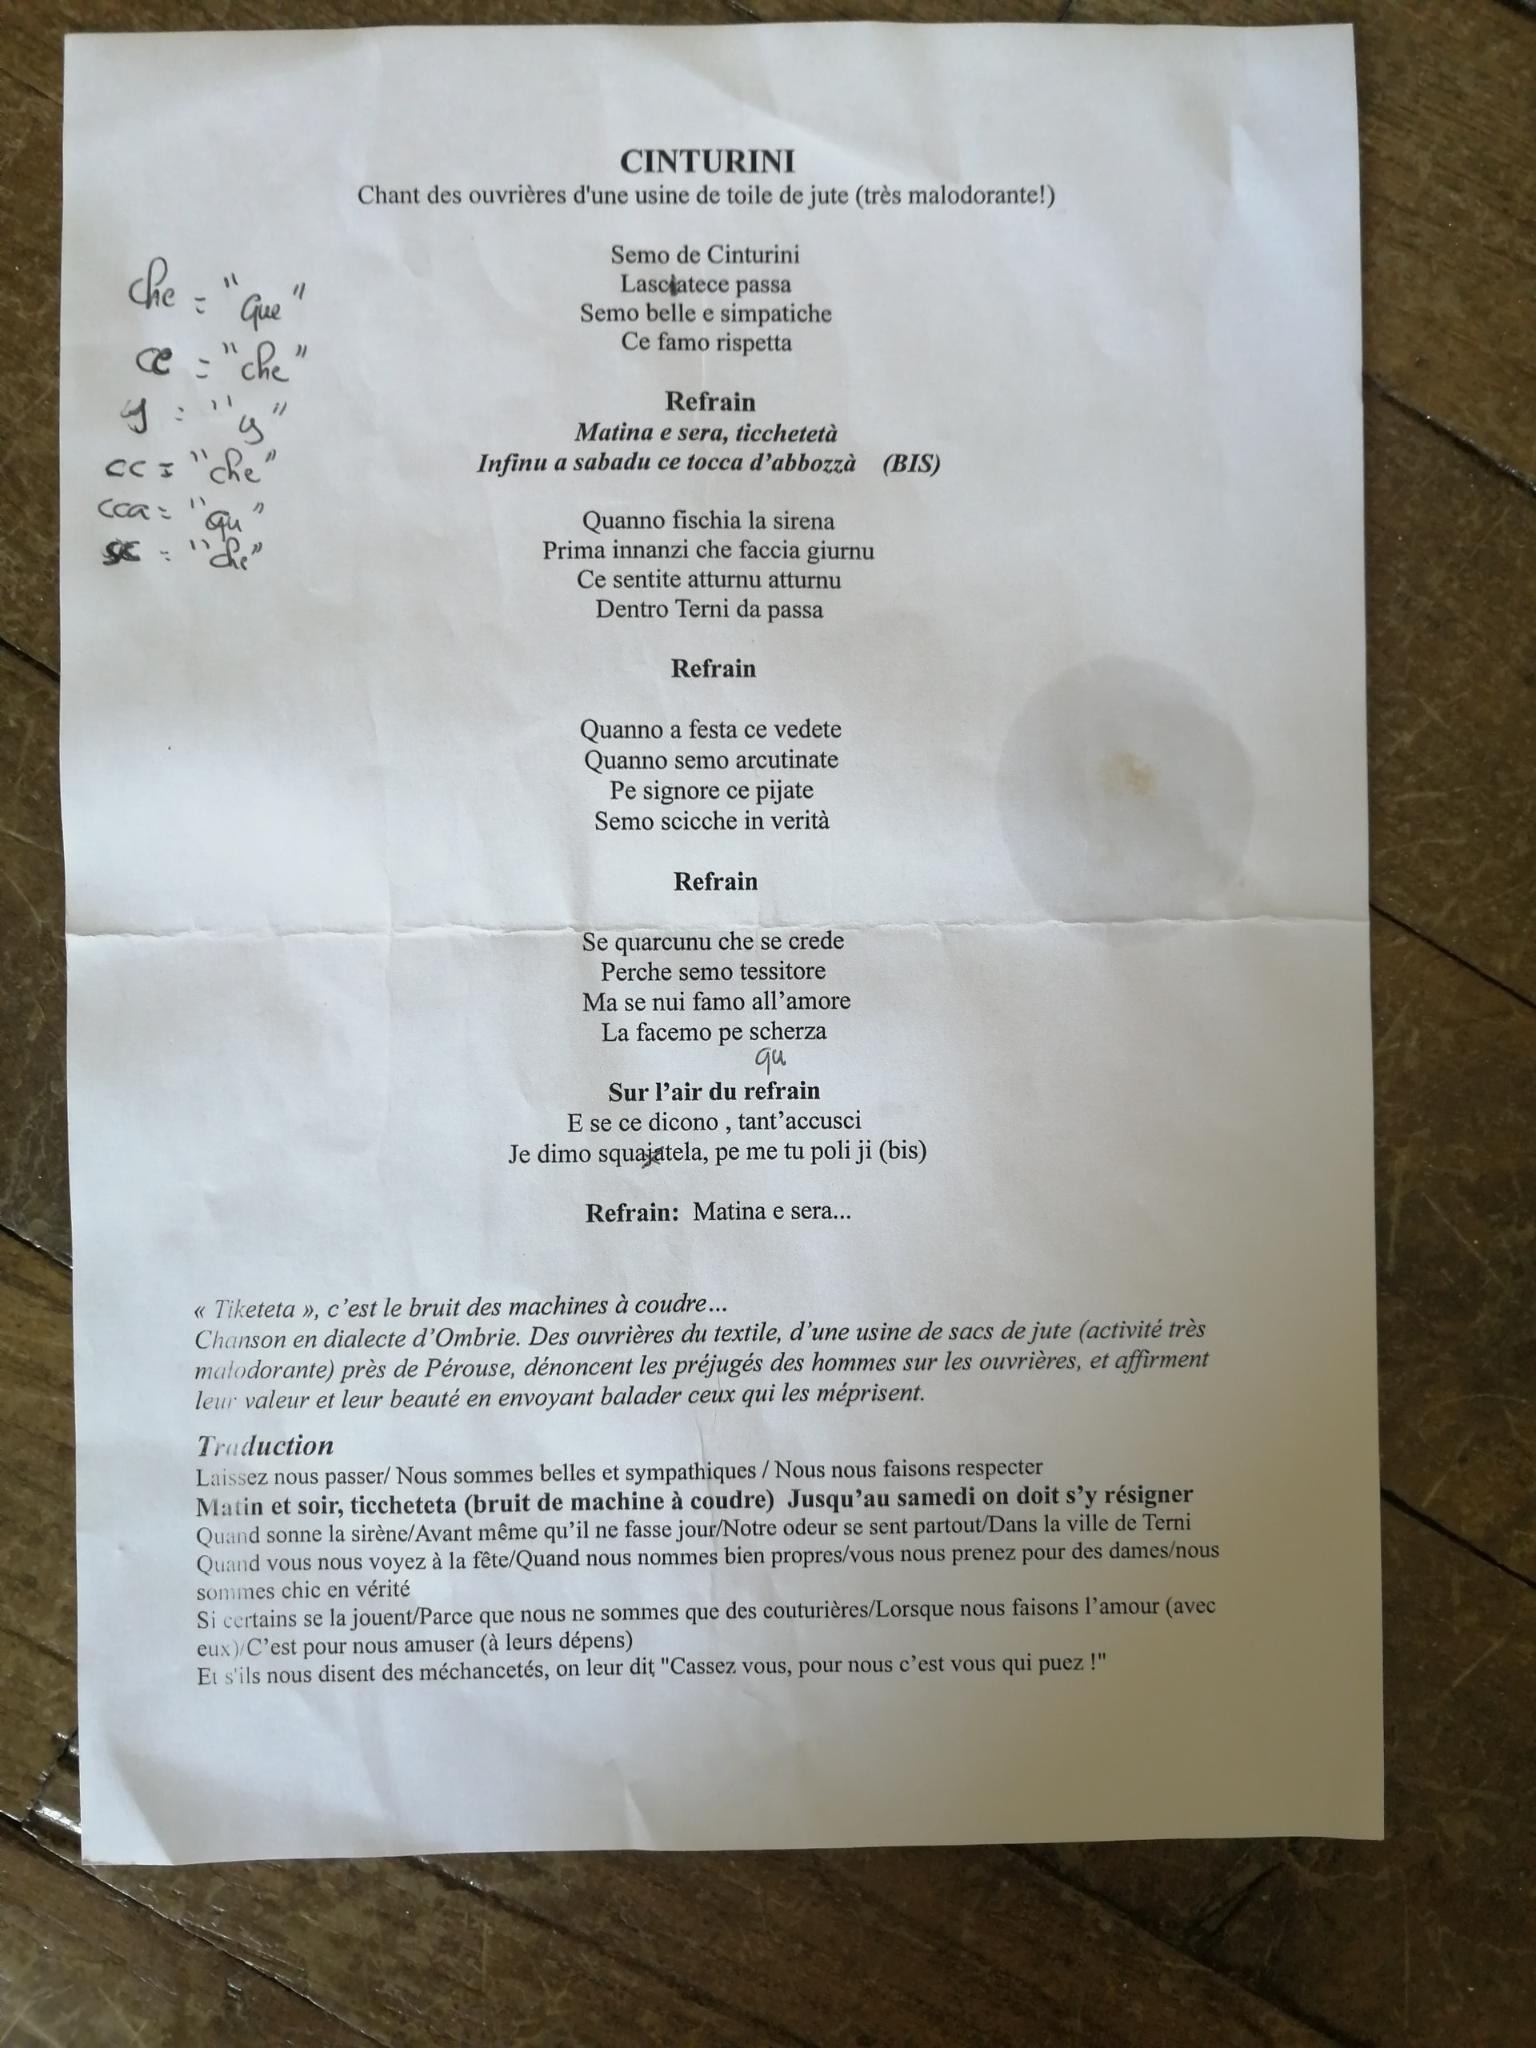 CINTURINI
Chant des ouvrières d'une usine de toile de jute (très malodorante!)
Semo de Cinturini
Lasciatece passa
Semo belle e simpatiche
Ce famo rispetta
che = "que"
ce = "che"
y = "y"
cc = "che"
cca = "qu"
sc = "che"
Refrain
Matina e sera, ticchetetà
Infinu a sabadu ce tocca d'abbozzà (BIS)
Quanno fischia la sirena
Prima innanzi che faccia giurnu
Ce sentite atturnu atturnu
Dentro Terni da passa
Refrain
Quanno a festa ce vedete
Quanno semo arcutinate
Pe signore ce pijate
Semo scicche in verità
Refrain
Se quarcunu che se crede
Perche semo tessitore
Ma se nui famo all'amore
La facemo pe scherza
qu
Sur l'air du refrain
E se ce dicono , tant'accusci
Je dimo squajatela, pe me tu poli ji (bis)
Refrain: Matina e sera...
« Tiketeta », c'est le bruit des machines à coudre...
Chanson en dialecte d'Ombrie. Des ouvrières du textile, d'une usine de sacs de jute (activité très
malodorante) près de Pérouse, dénoncent les préjugés des hommes sur les ouvrières, et affirment
leur valeur et leur beauté en envoyant balader ceux qui les méprisent.
Traduction
Laissez nous passer/ Nous sommes belles et sympathiques / Nous nous faisons respecter
Matin et soir, ticcheteta (bruit de machine à coudre) Jusqu'au samedi on doit s'y résigner
Quand sonne la sirène/Avant même qu'il ne fasse jour/Notre odeur se sent partout/Dans la ville de Terni
Quand vous nous voyez à la fête/Quand nous nommes bien propres/vous nous prenez pour des dames/nous
sommes chic en vérité
Si certains se la jouent/Parce que nous ne sommes que des couturières/Lorsque nous faisons l'amour (avec
eux)/C'est pour nous amuser (à leurs dépens)
Et s'ils nous disent des méchancetés, on leur dit, "Cassez vous, pour nous c'est vous qui puez !"